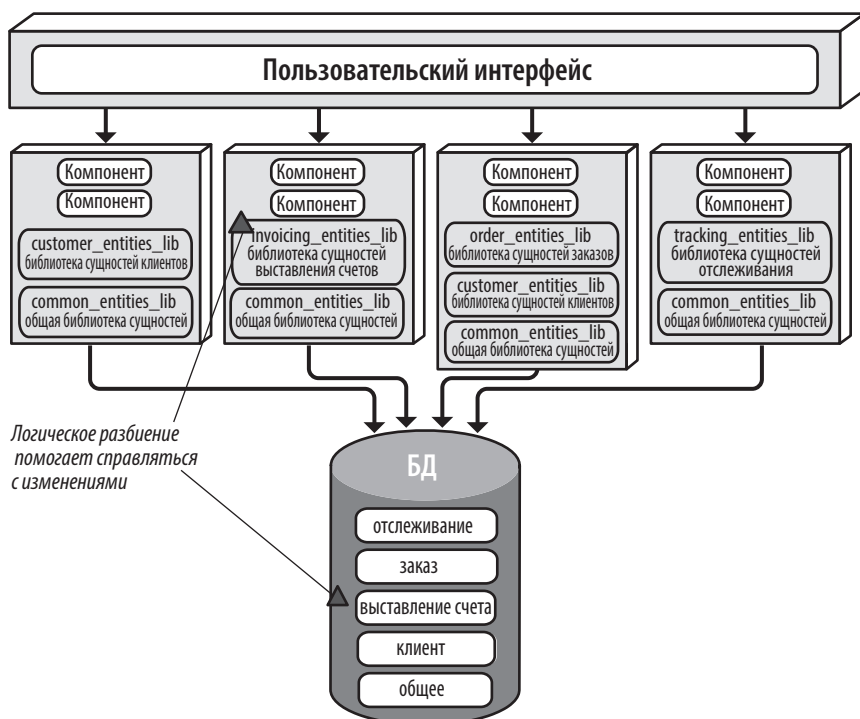 Пользовательский интерфейс
Компонент
Компонент
customer_entities_lib
библиотека сущностей клиентов
common_entities_lib
общая библиотека сущностей
Компонент
Компонент
invoicing_entities_lib
библиотека сущностей
выставления счетов
common_entities_lib
общая библиотека сущностей
Компонент
Компонент
order_entities_lib
библиотека сущностей заказов
customer_entities_lib
библиотека сущностей клиентов
common_entities_lib
общая библиотека сущностей
Компонент
Компонент
tracking_entities_lib
библиотека сущностей
отслеживания
common_entities_lib
общая библиотека сущностей
Логическое разбиение
помогает справляться
с изменениями
БД
отслеживание
заказ
выставление счета
клиент
общее